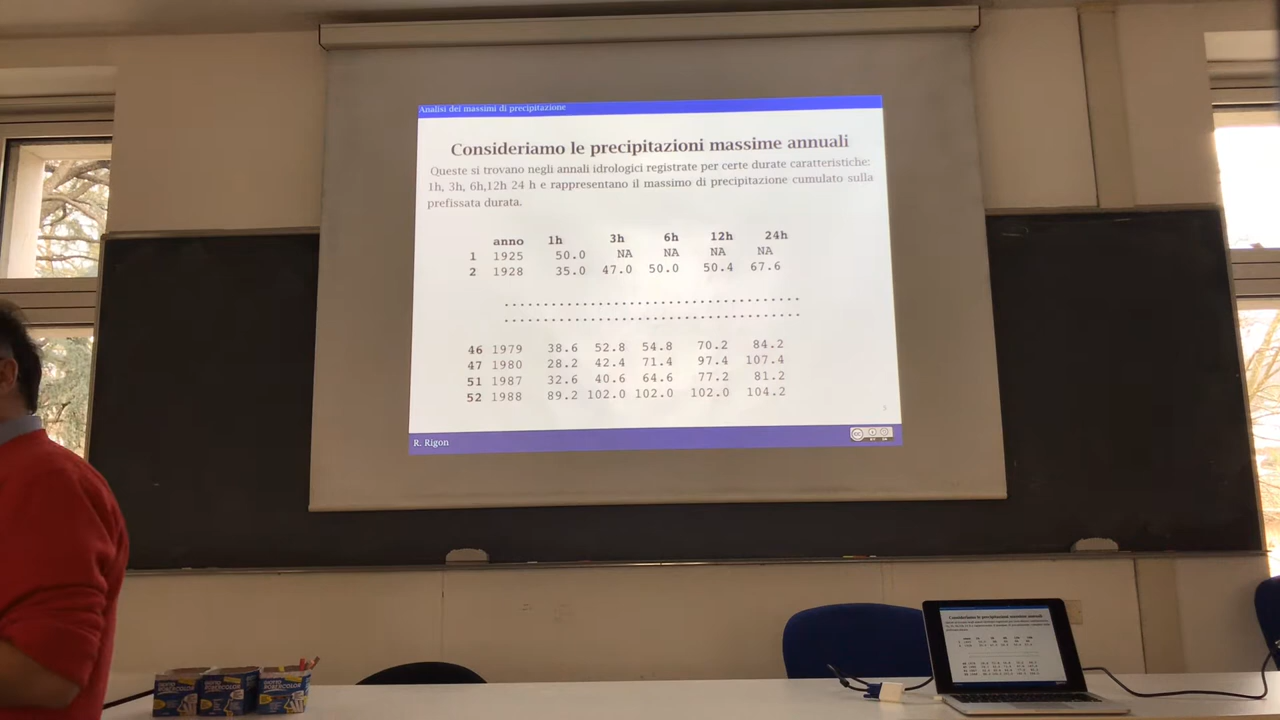 Analisi dei massimi di precipitazione
Consideriamo le precipitazioni massime annuali
Queste si trovano negli annali idrologici registrate per certe durate caratteristiche:
1h, 3h, 6h,12h 24 h e rappresentano il massimo di precipitazione cumulato sulla
prefissata durata.
anno 1h 3h 6h 12h 24h
1 1925 50.0 NA NA NA NA
2 1928 35.0 47.0 50.0 50.4 67.6
46 1979 38.6 52.8 54.8 70.2 84.2
47 1980 28.2 42.4 71.4 97.4 107.4
51 1987 32.6 40.6 64.6 77.2 81.2
52 1988 89.2 102.0 102.0 102.0 104.2
R. Rigon
Consideriamo le precipitazioni massime annuali